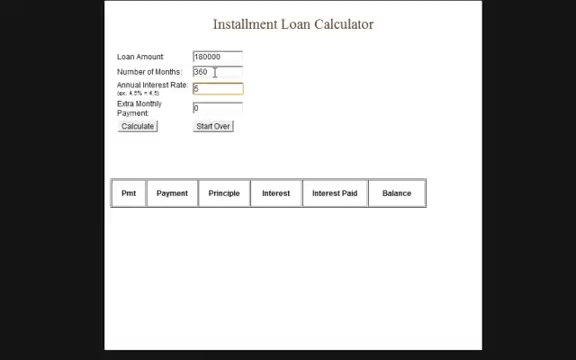 Installment Loan Calculator
Loan Amount: 180000
Number of Months: 360
Annual Interest Rate: 5
(ex. 4.5% = 4.5)
Extra Monthly
Payment: 0
Calculate Start Over
Pmt Payment Principle Interest Interest Paid Balance